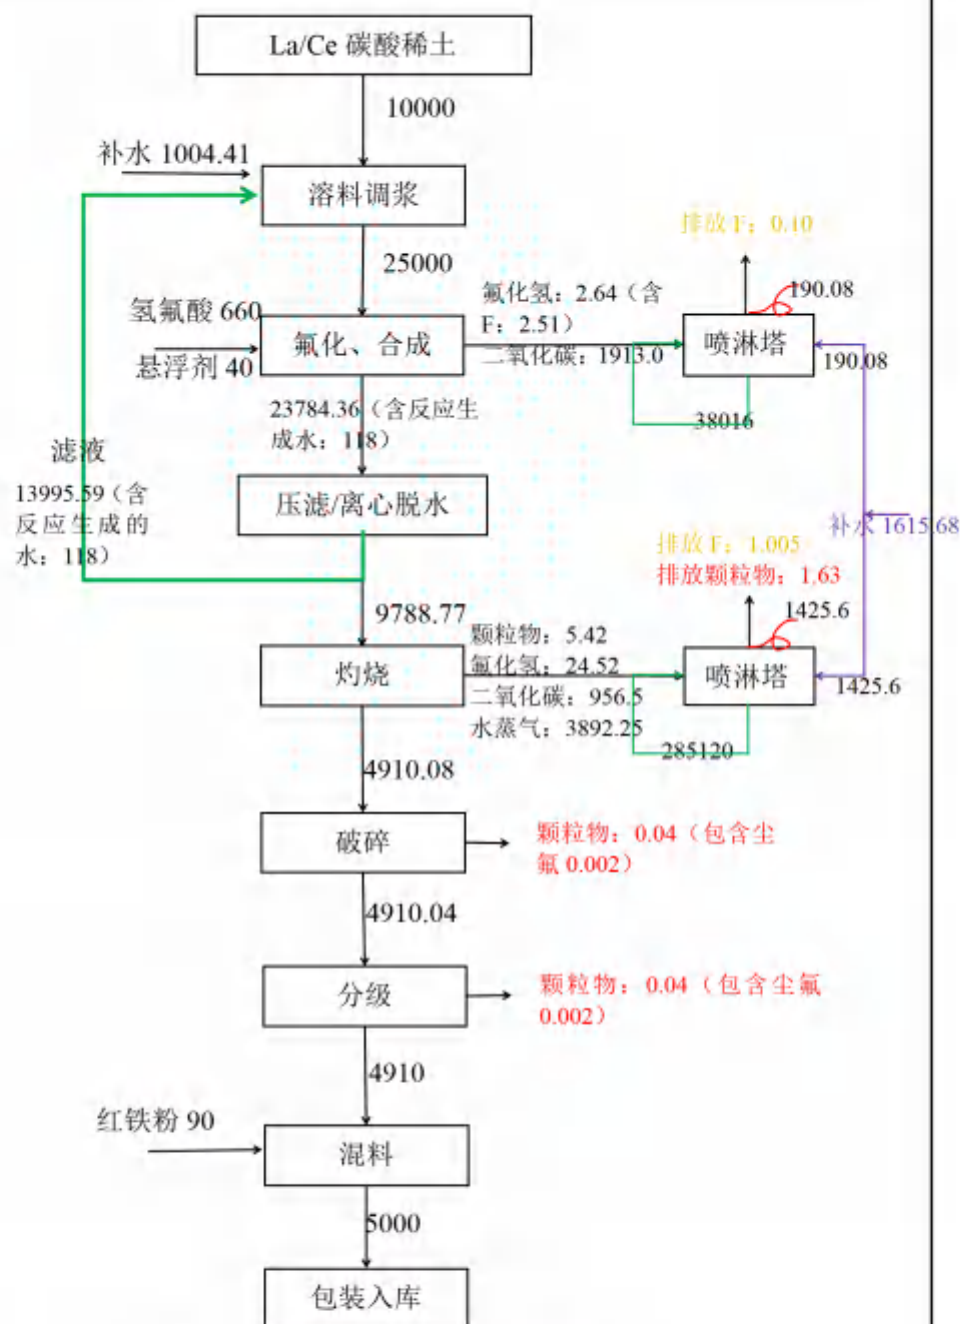 La/Ce 碳酸稀土
10000
补水 1004.41
溶料调浆
25000
排放 F：0.40
190.08
氢氟酸 660
悬浮剂 40
氟化、合成
氟化氢：2.64（含
F：2.51）
二氧化碳：1913.0
喷淋塔
190.08
38016
23784.36（含反应生
成水：118）
滤液
13995.59（含
反应生成的
水：118）
压滤/离心脱水
补水 1615.68
排放 F：1.005
排放颗粒物：1.63
1425.6
9788.77
灼烧
颗粒物：5.42
氟化氢：24.52
二氧化碳：956.5
水蒸气：3892.25
喷淋塔
1425.6
285120
4910.08
破碎
颗粒物：0.04（包含尘
氟 0.002）
4910.04
分级
颗粒物：0.04（包含尘氟
0.002）
4910
红铁粉 90
混料
5000
包装入库